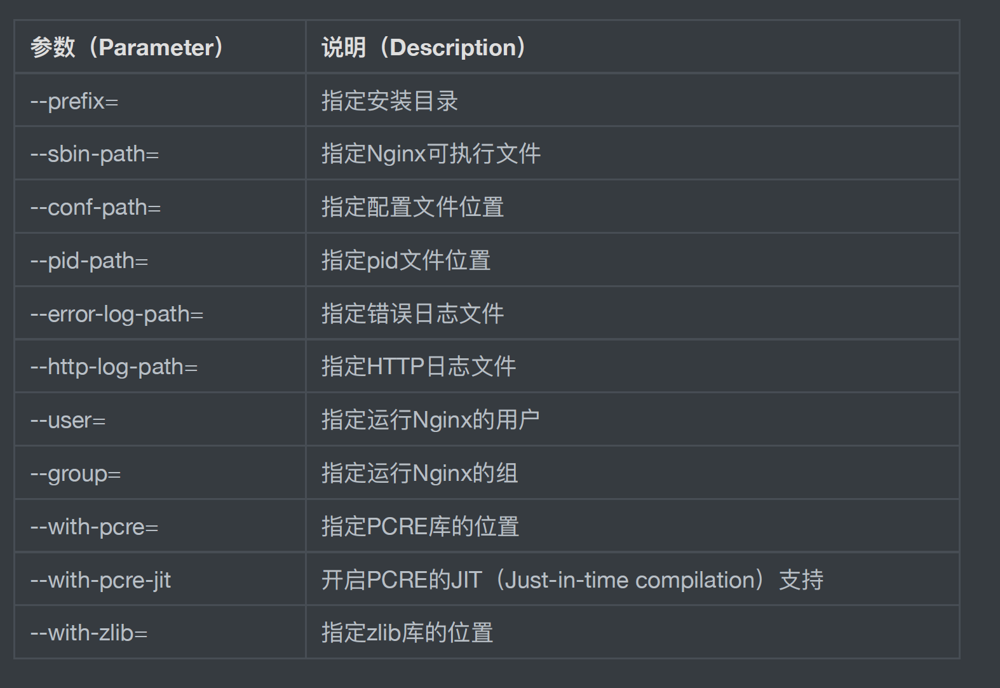 参数（Parameter） 说明（Description）
--prefix= 指定安装目录
--sbin-path= 指定Nginx可执行文件
--conf-path= 指定配置文件位置
--pid-path= 指定pid文件位置
--error-log-path= 指定错误日志文件
--http-log-path= 指定HTTP日志文件
--user= 指定运行Nginx的用户
--group= 指定运行Nginx的组
--with-pcre= 指定PCRE库的位置
--with-pcre-jit 开启PCRE的JIT（Just-in-time compilation）支持
--with-zlib= 指定zlib库的位置